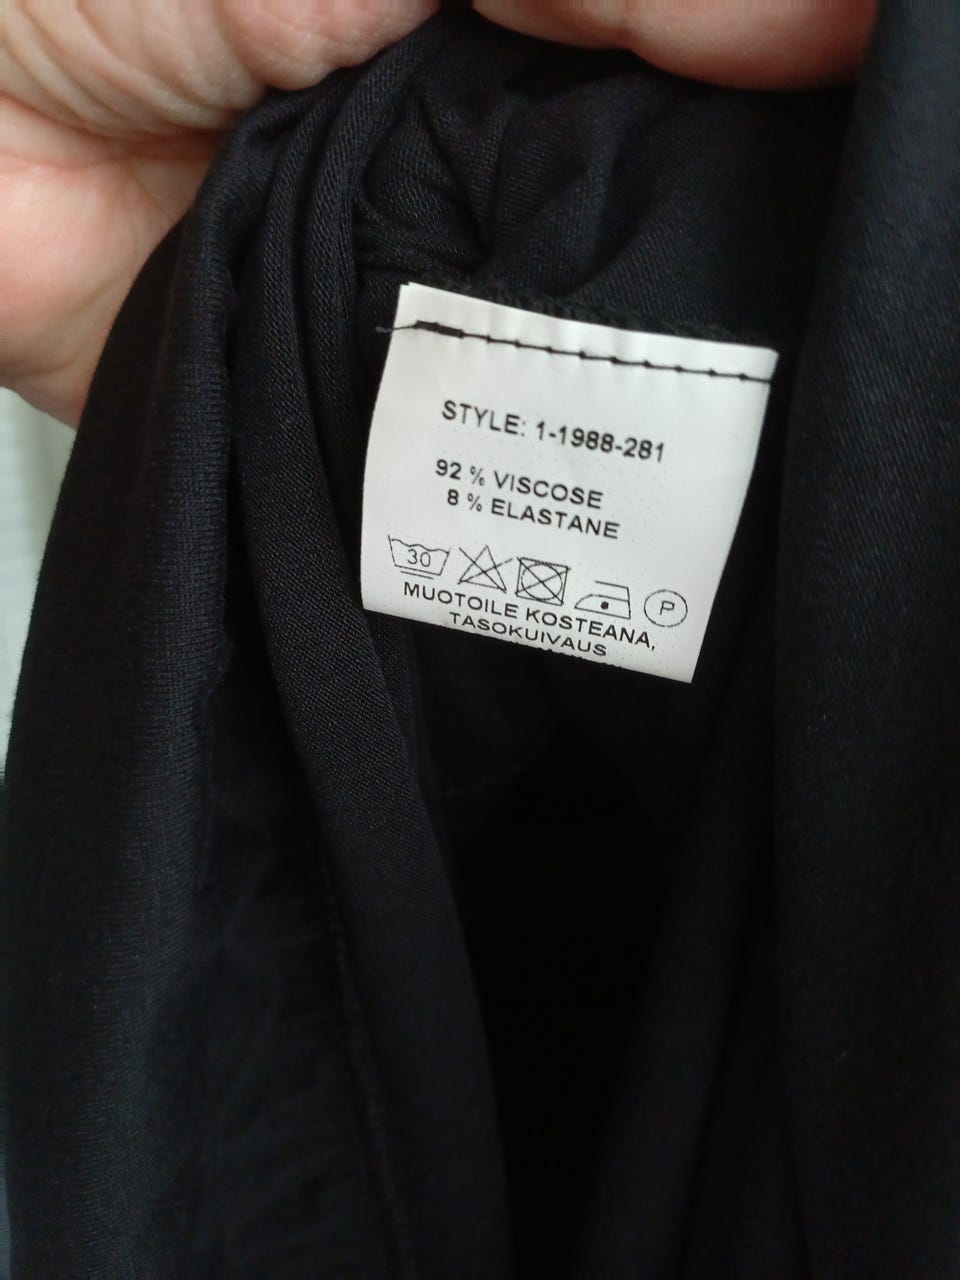 STYLE: 1-1988-281
92 % VISCOSE
8 % ELASTANE
30 P
MUOTOILE KOSTEANA,
TASOKUIVAUS